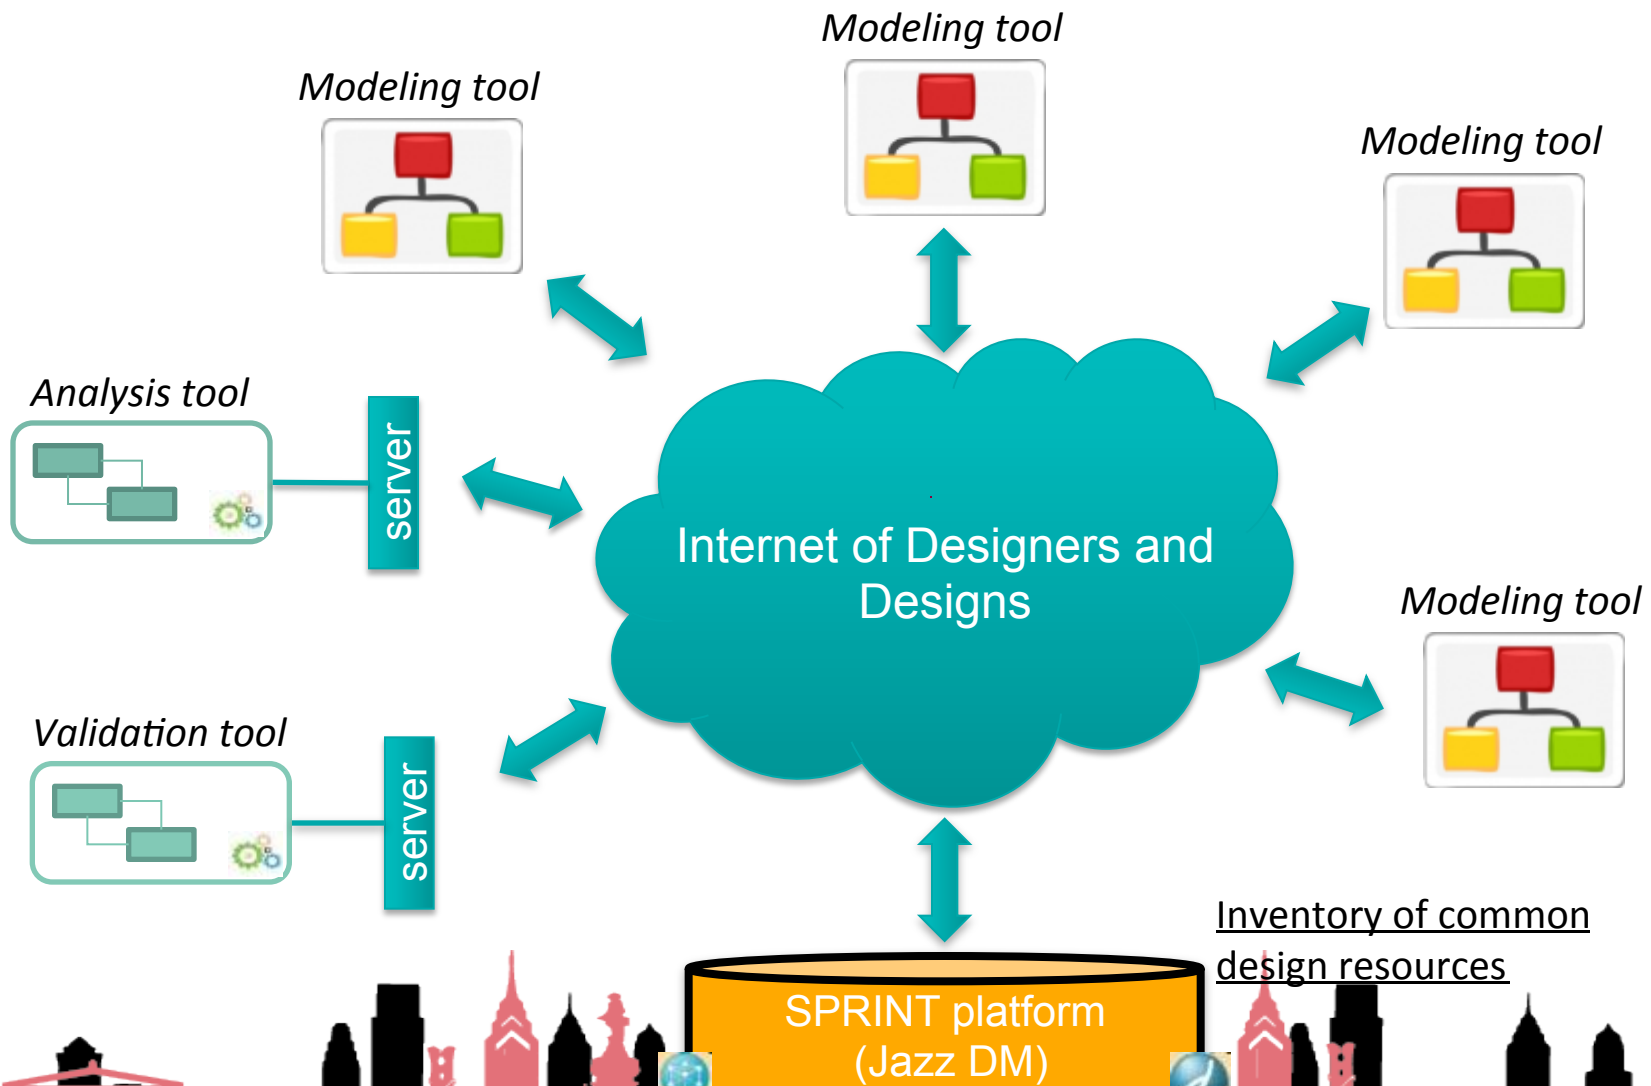 Modeling tool
Modeling tool
Modeling tool
Analysis tool
server
Internet of Designers and
Designs
Modeling tool
Validation tool
server
Inventory of common
design resources
SPRINT platform
(Jazz DM)